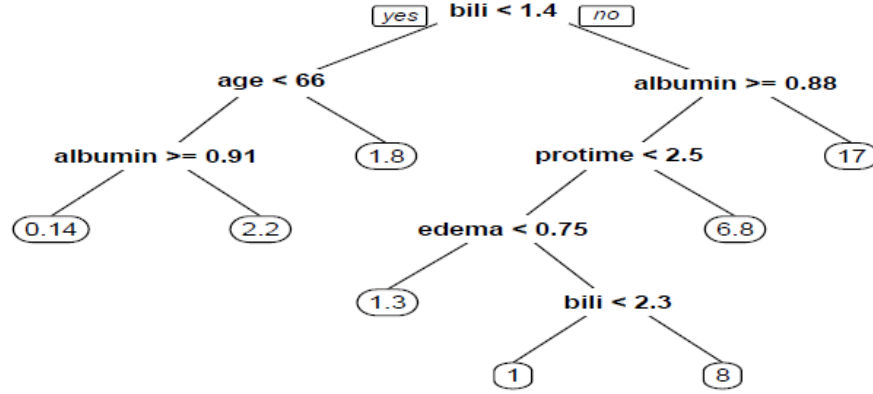 yes bili < 1.4 no
age < 66 albumin >= 0.88
albumin >= 0.91 1.8 protime < 2.5 17
0.14 2.2 edema < 0.75 6.8
1.3 bili < 2.3
1 8